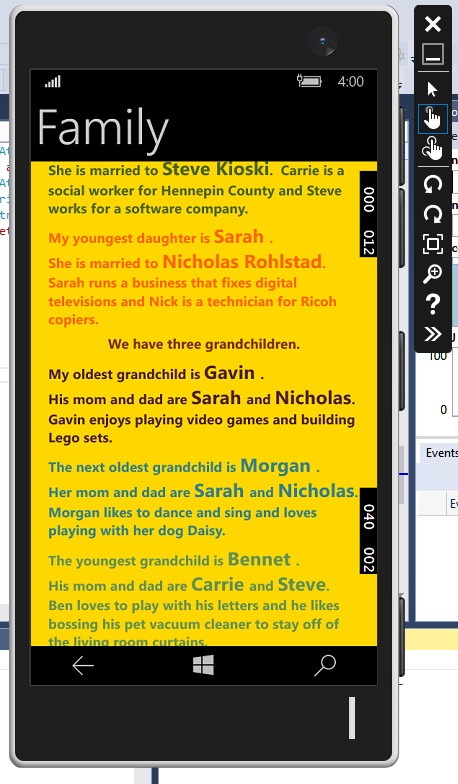 4:00
Family
She is married to Steve Kioski. Carrie is a
social worker for Hennepin County and Steve
works for a software company.
My youngest daughter is Sarah .
She is married to Nicholas Rohlstad.
Sarah runs a business that fixes digital
televisions and Nick is a technician for Ricoh
copiers.
We have three grandchildren.
My oldest grandchild is Gavin .
His mom and dad are Sarah and Nicholas.
Gavin enjoys playing video games and building
Lego sets.
The next oldest grandchild is Morgan .
Her mom and dad are Sarah and Nicholas.
Morgan likes to dance and sing and loves
playing with her dog Daisy.
The youngest grandchild is Bennet .
His mom and dad are Carrie and Steve.
Ben loves to play with his letters and he likes
bossing his pet vacuum cleaner to stay off of
the living room curtains.
000 012
040 002
100
0
Events